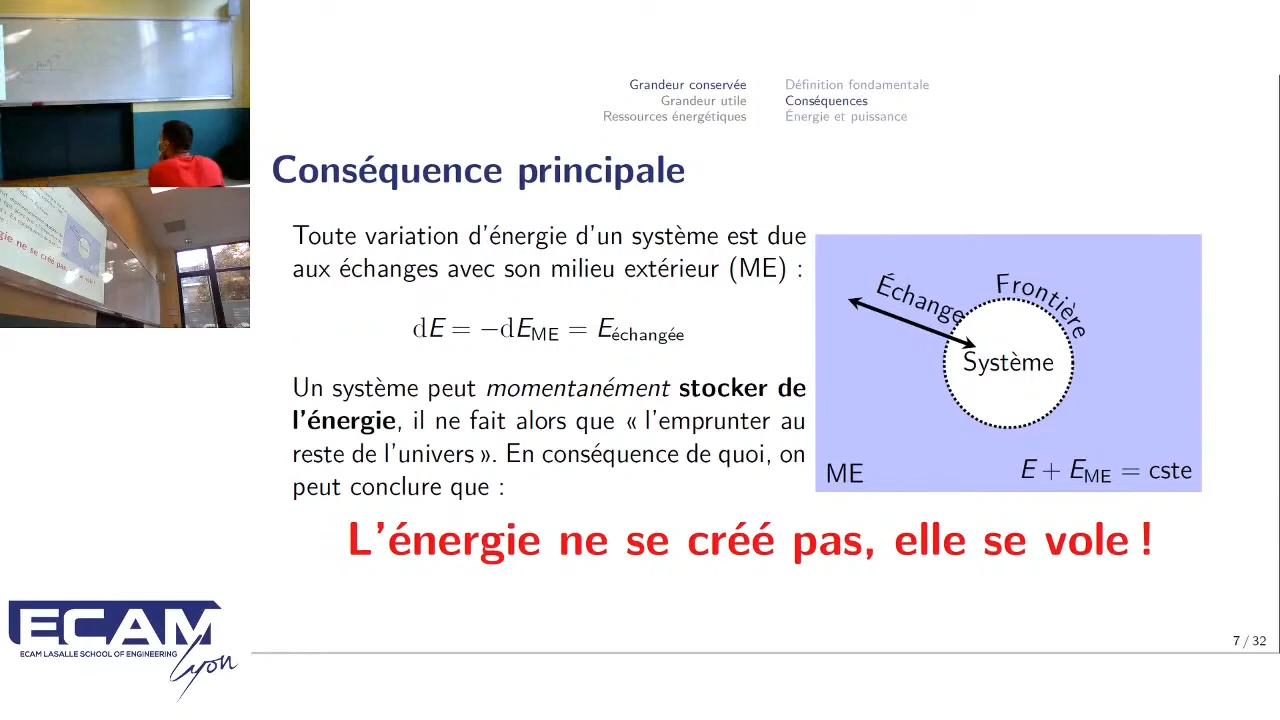 Grandeur conservée
Grandeur utile
Ressources énergétiques
Définition fondamentale
Conséquences
Énergie et puissance
Conséquence principale
Toute variation d'énergie d'un système est due
aux échanges avec son milieu extérieur (ME) :
dE = −dE_ME = E_échangée
Un système peut momentanément stocker de
l'énergie, il ne fait alors que « l'emprunter au
reste de l'univers ». En conséquence de quoi, on
peut conclure que :
Échange
Frontière
Système
ME
E + E_ME = cste
L'énergie ne se créé pas, elle se vole !
ECAM
ECAM LASALLE SCHOOL OF ENGINEERING
Lyon
7 / 32